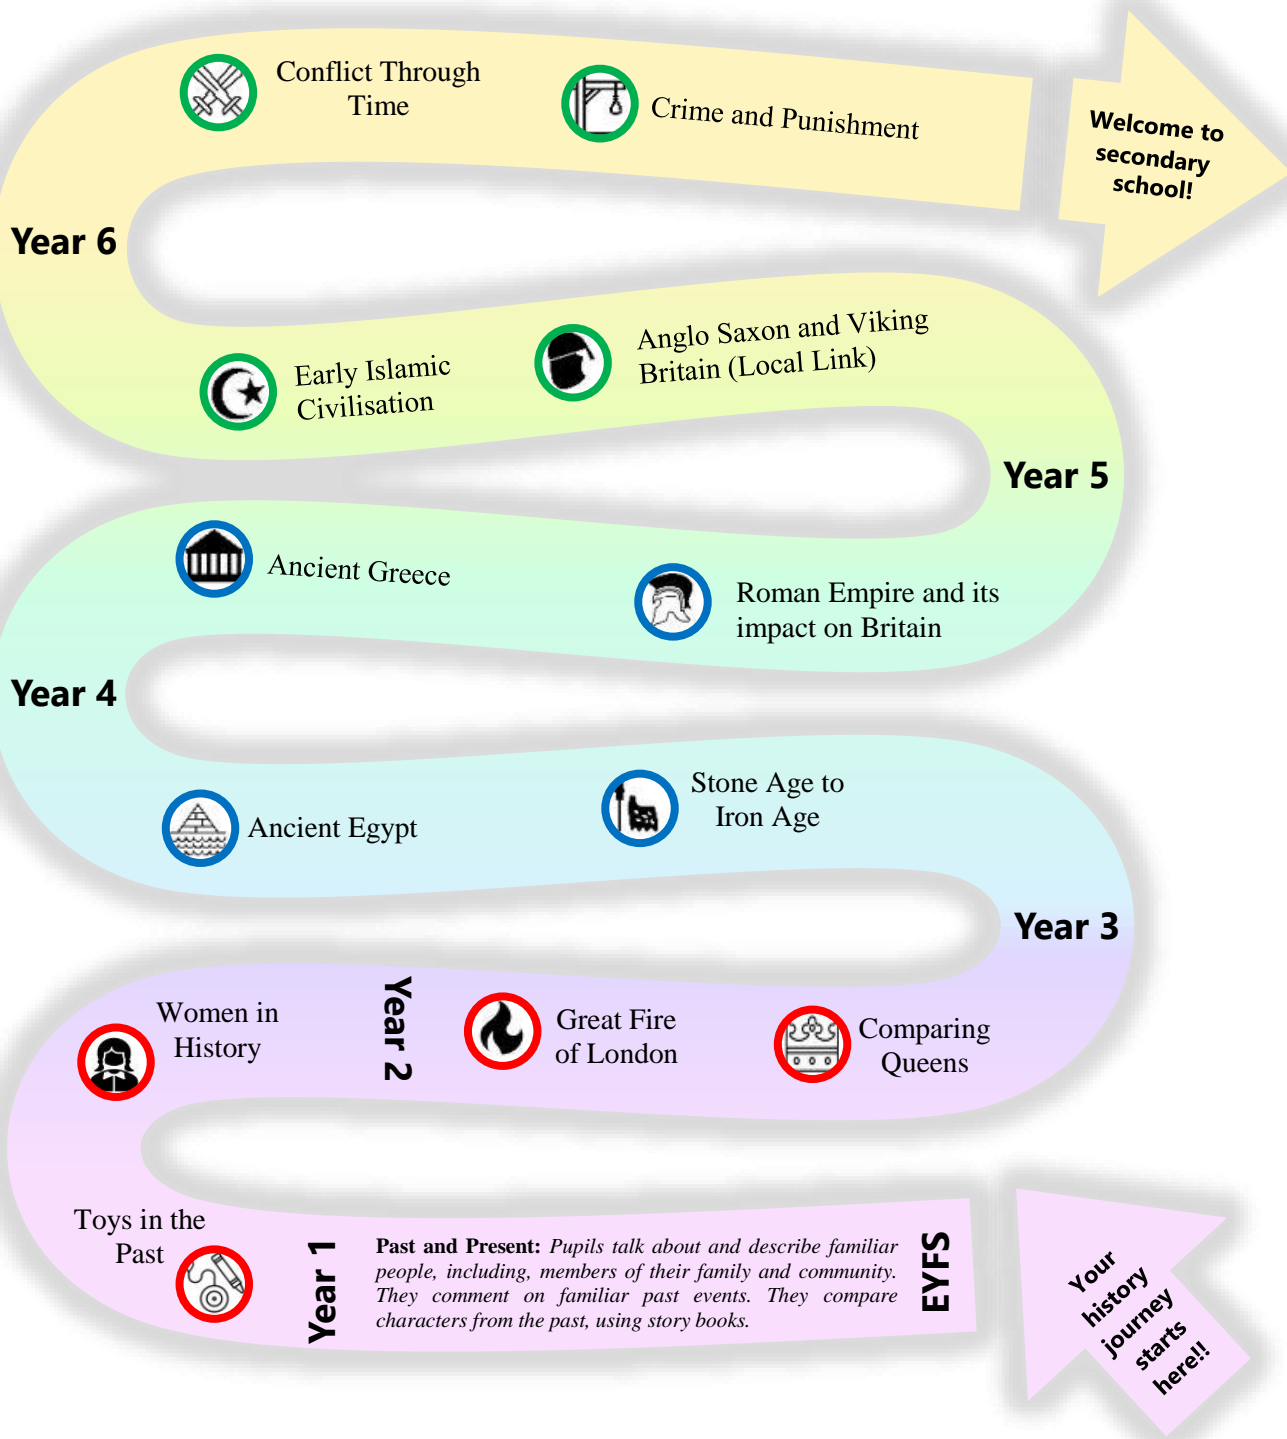 Conflict Through
Time
Crime and Punishment
Welcome to
secondary
school!
Year 6
Early Islamic
Civilisation
Anglo Saxon and Viking
Britain (Local Link)
Year 5
Ancient Greece
Roman Empire and its
impact on Britain
Year 4
Ancient Egypt
Stone Age to
Iron Age
Year 3
Women in
History
Year 2
Great Fire
of London
Comparing
Queens
Toys in the
Past
Year 1
Past and Present: Pupils talk about and describe familiar
people, including, members of their family and community.
They comment on familiar past events. They compare
characters from the past, using story books.
EYFS
Your
history
journey
starts
here!!